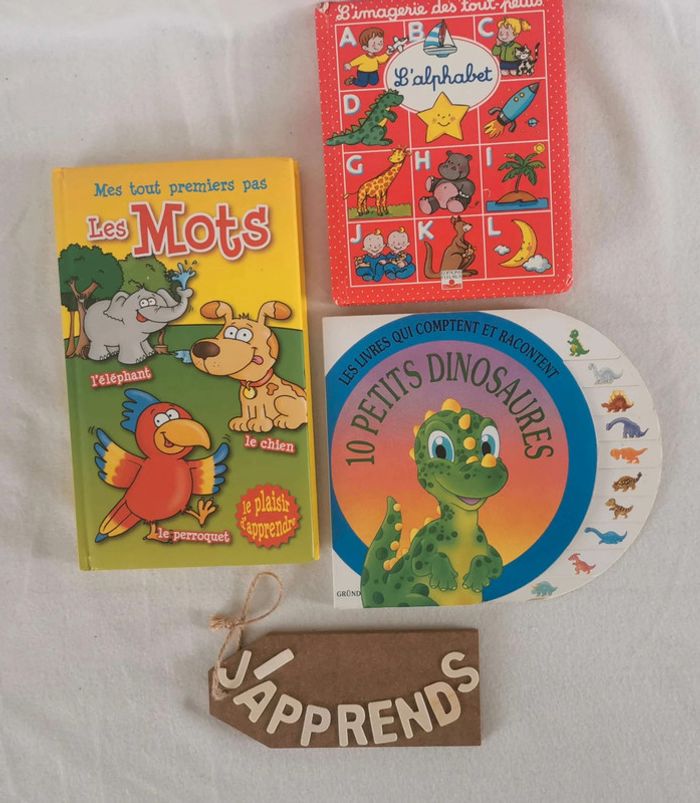 L'imagerie des tout-petits
A B C
L'alphabet
D
G H I
J K L
Mes tout premiers pas
Les Mots
l'éléphant
le chien
le perroquet
le plaisir
d'apprendre
LES LIVRES QUI COMPTENT ET RACONTENT
10 PETITS DINOSAURES
GRÜND
J'APPRENDS